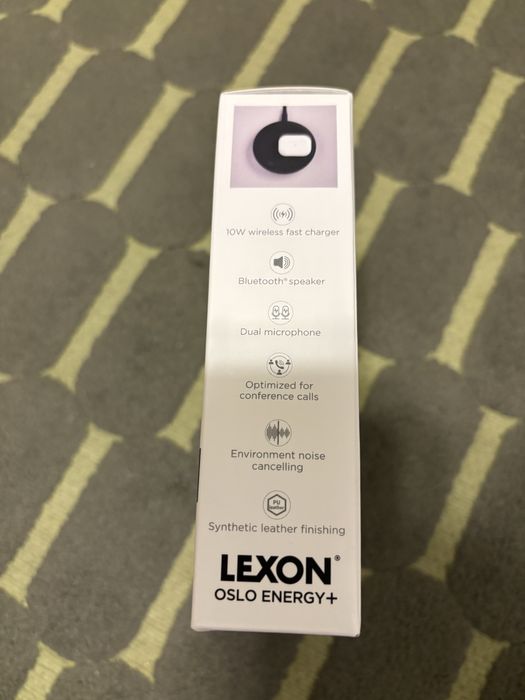 10W wireless fast charger
Bluetooth® speaker
Dual microphone
Optimized for
conference calls
Environment noise
cancelling
PU
leather
Synthetic leather finishing
LEXON®
OSLO ENERGY+